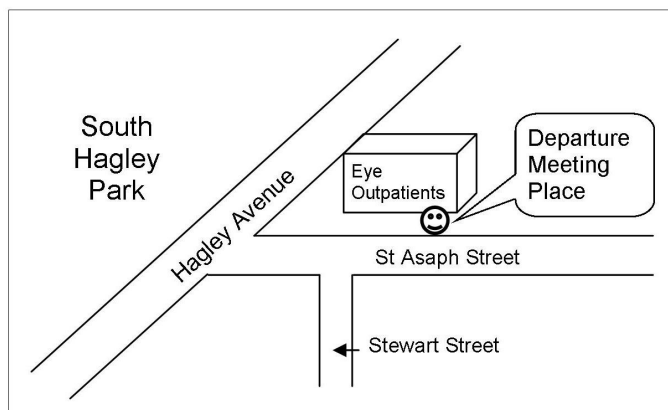 South
Hagley
Park
Hagley Avenue
Eye
Outpatients
Departure
Meeting
Place
St Asaph Street
Stewart Street